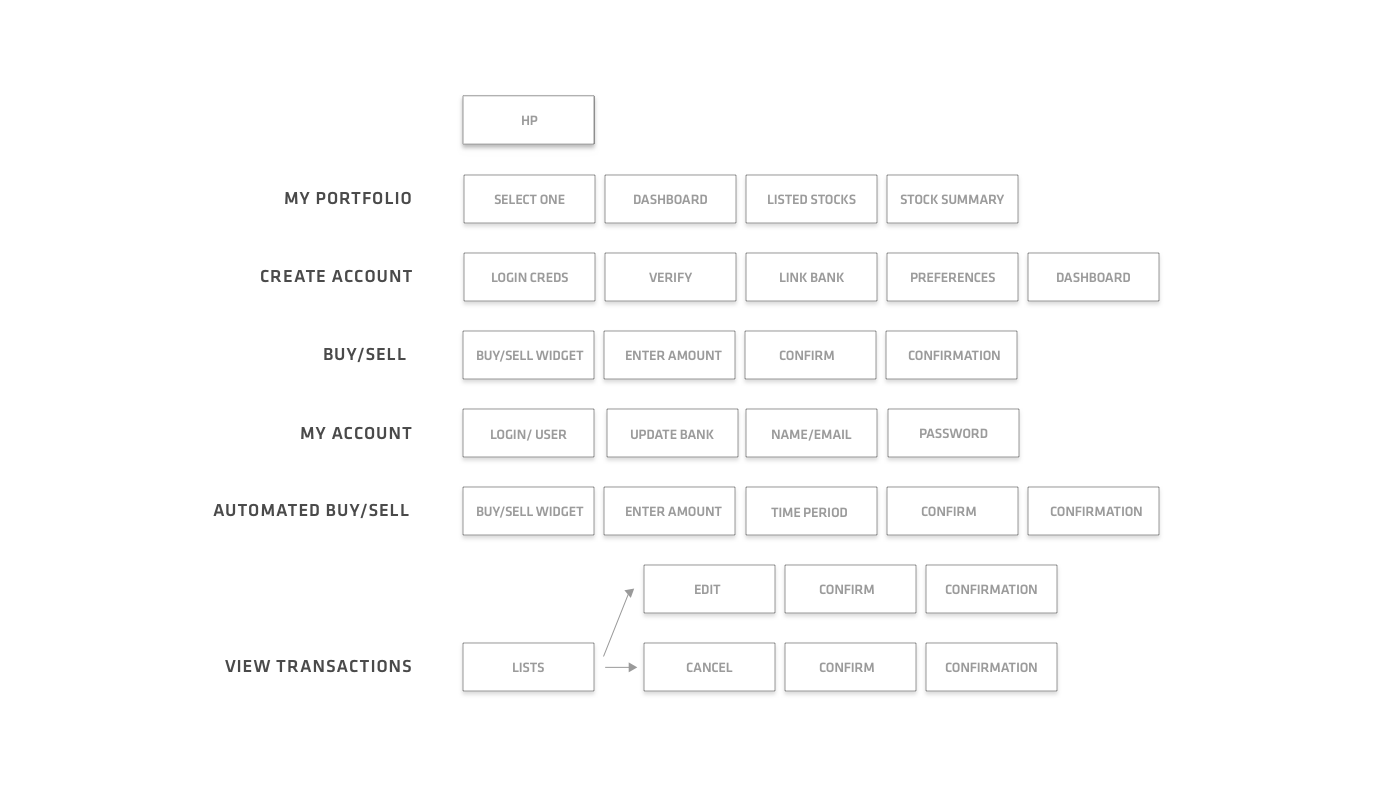 HP
MY PORTFOLIO SELECT ONE DASHBOARD LISTED STOCKS STOCK SUMMARY
CREATE ACCOUNT LOGIN CREDS VERIFY LINK BANK PREFERENCES DASHBOARD
BUY/SELL BUY/SELL WIDGET ENTER AMOUNT CONFIRM CONFIRMATION
MY ACCOUNT LOGIN/ USER UPDATE BANK NAME/EMAIL PASSWORD
AUTOMATED BUY/SELL BUY/SELL WIDGET ENTER AMOUNT TIME PERIOD CONFIRM CONFIRMATION
EDIT CONFIRM CONFIRMATION
VIEW TRANSACTIONS LISTS CANCEL CONFIRM CONFIRMATION